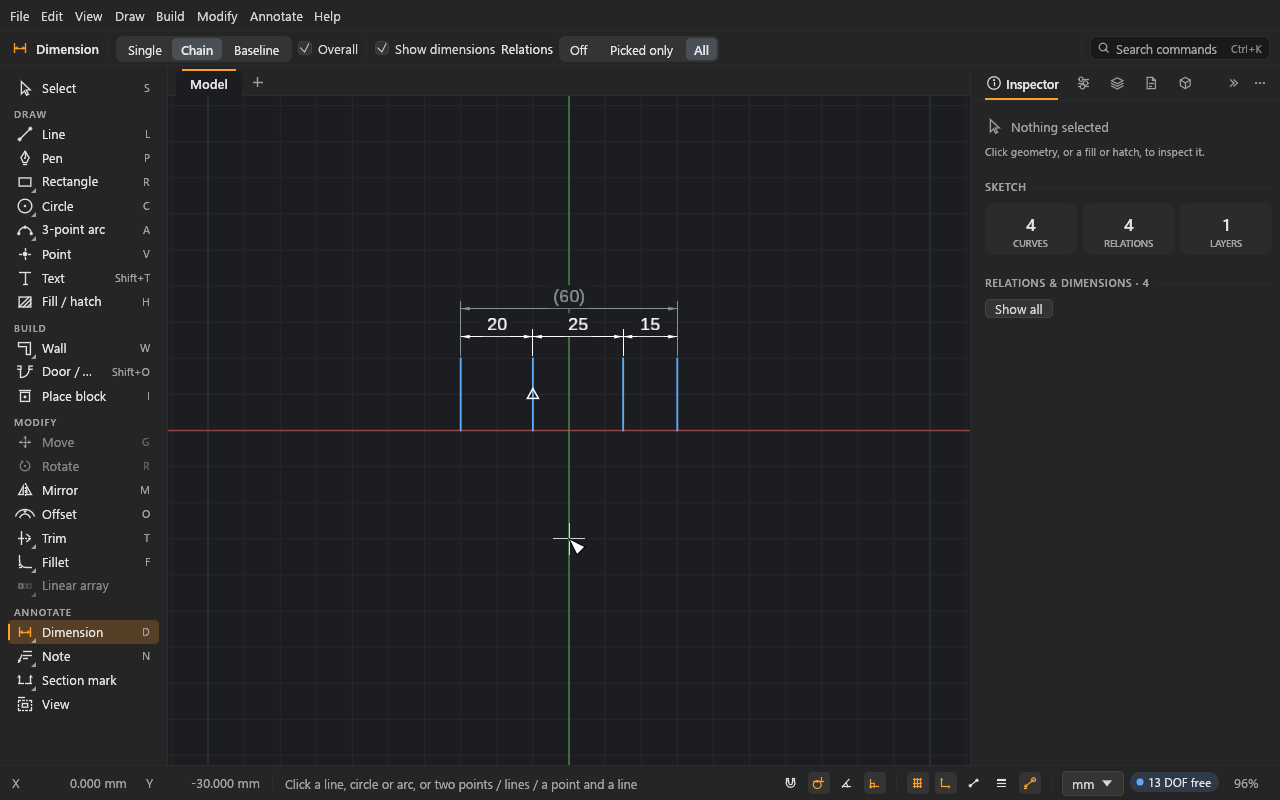 File Edit View Draw Build Modify Annotate Help
Dimension Single Chain Baseline Overall Show dimensions Relations Off Picked only All Search commands Ctrl+K
Select S
Model
Inspector
DRAW
Line L
Pen P
Rectangle R
Circle C
3-point arc A
Point V
Text Shift+T
Fill / hatch H
BUILD
Wall W
Door / ... Shift+O
Place block I
MODIFY
Move G
Rotate R
Mirror M
Offset O
Trim T
Fillet F
Linear array
ANNOTATE
Dimension D
Note N
Section mark
View
(60)
20 25 15
Nothing selected
Click geometry, or a fill or hatch, to inspect it.
SKETCH
4 4 1
CURVES RELATIONS LAYERS
RELATIONS & DIMENSIONS · 4
Show all
X 0.000 mm Y -30.000 mm Click a line, circle or arc, or two points / lines / a point and a line mm 13 DOF free 96%